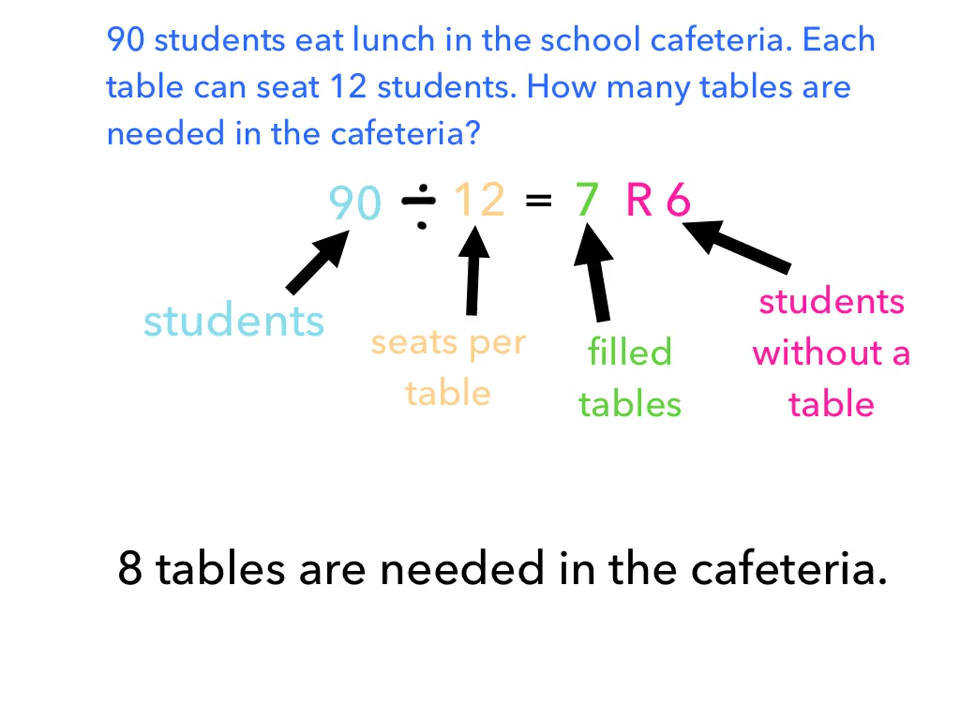 90 students eat lunch in the school cafeteria. Each
table can seat 12 students. How many tables are
needed in the cafeteria?
90 ÷ 12 = 7 R 6
students
seats per
table
filled
tables
students
without a
table
8 tables are needed in the cafeteria.